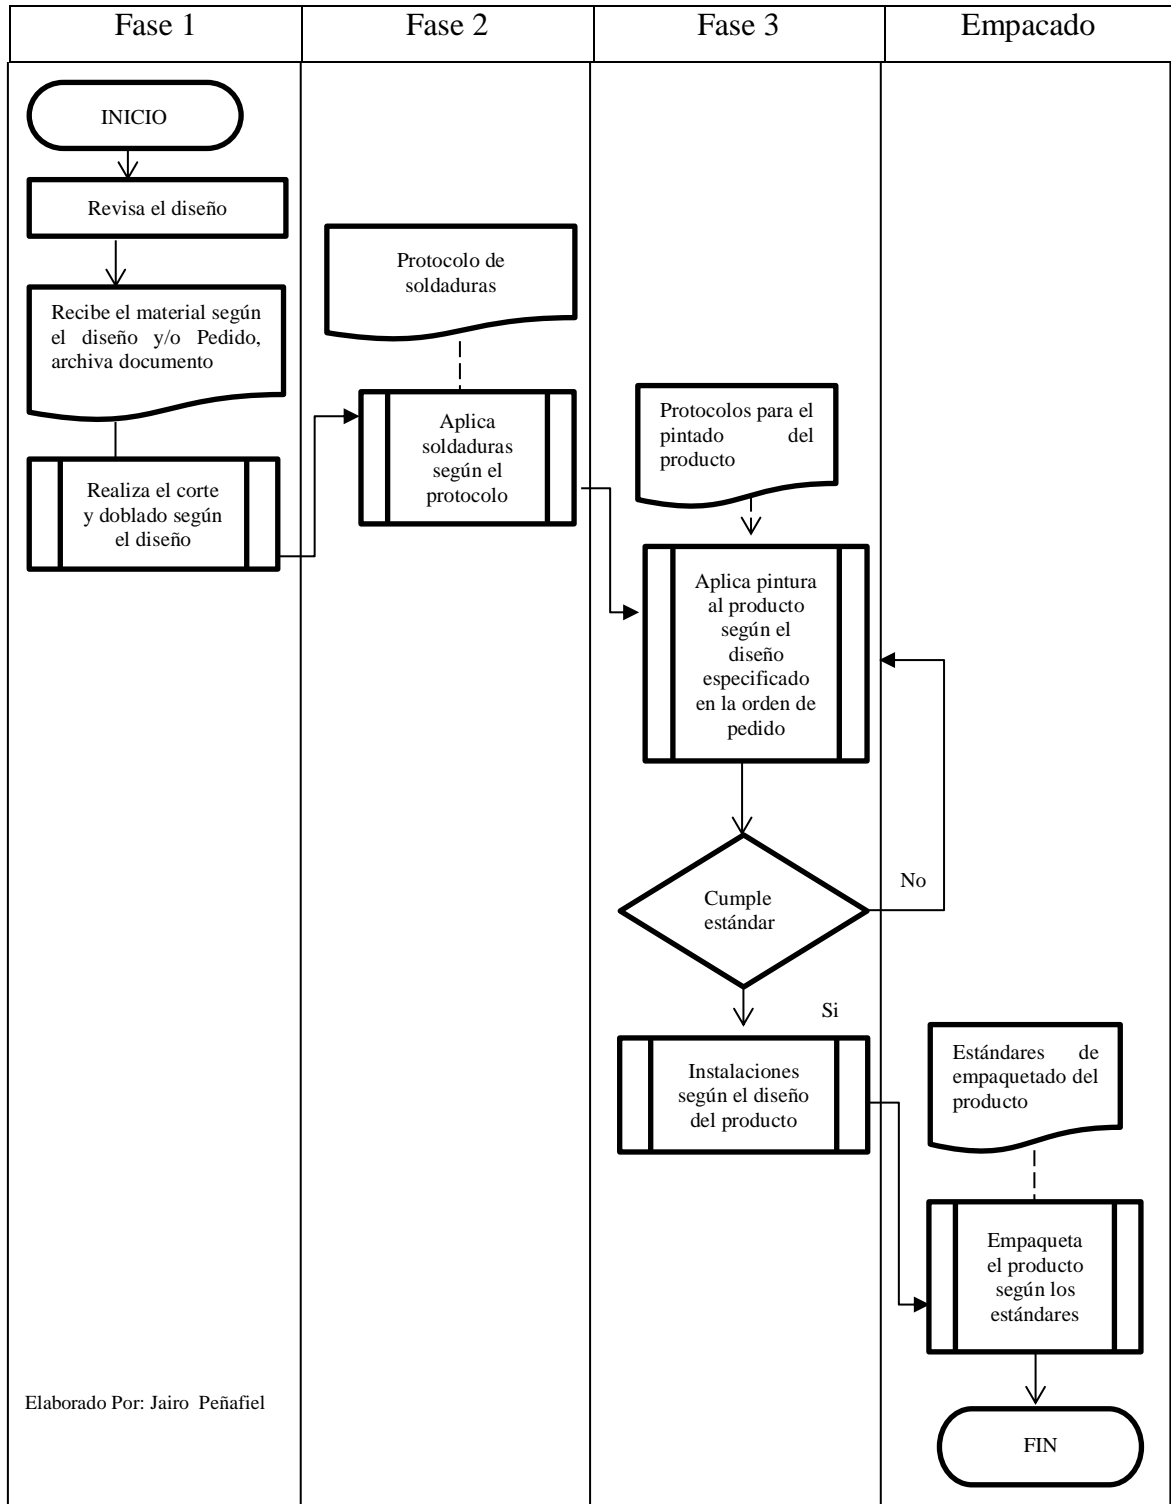 Fase 1
Fase 2
Fase 3
Empacado
INICIO
Revisa el diseño
Recibe el material según
el diseño y/o Pedido,
archiva documento
Realiza el corte
y doblado según
el diseño
Protocolo de
soldaduras
Aplica
soldaduras
según el
protocolo
Protocolos para el
pintado del
producto
Aplica pintura
al producto
según el
diseño
especificado
en la orden de
pedido
Cumple
estándar
No
Si
Instalaciones
según el diseño
del producto
Estándares de
empaquetado del
producto
Empaqueta
el producto
según los
estándares
FIN
Elaborado Por: Jairo Peñafiel